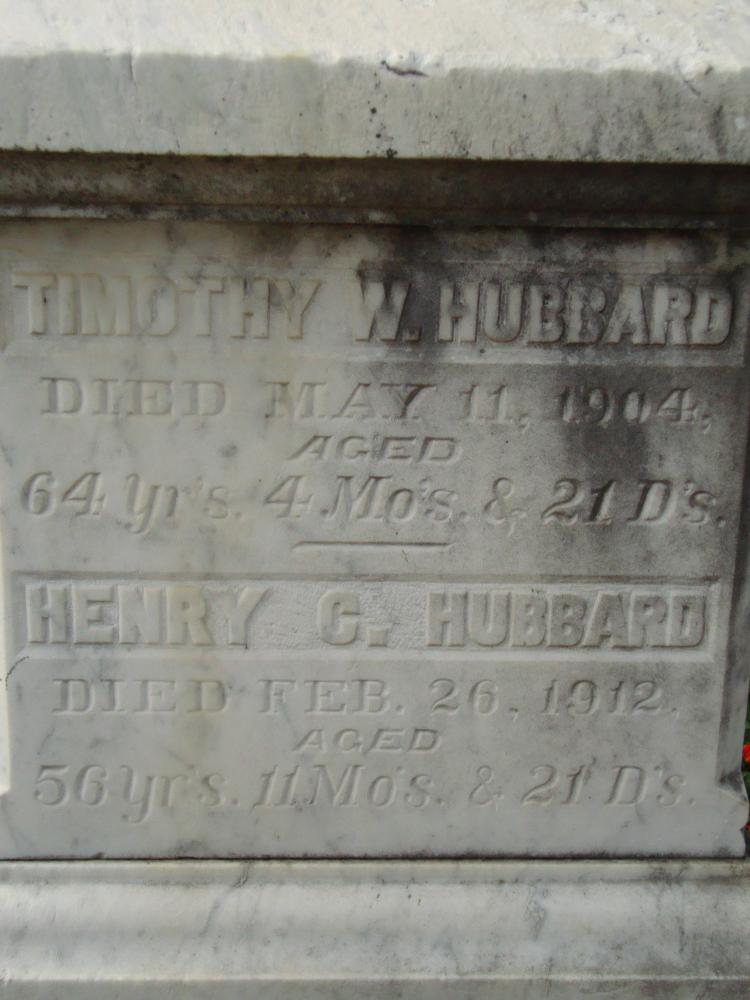 TIMOTHY W. HUBBARD
DIED MAY 11, 1904,
AGED
64 Yr's. 4 Mo's. & 21 D's.
HENRY C. HUBBARD
DIED FEB. 26, 1912,
AGED
56 Yr's. 11 Mo's. & 21 D's.